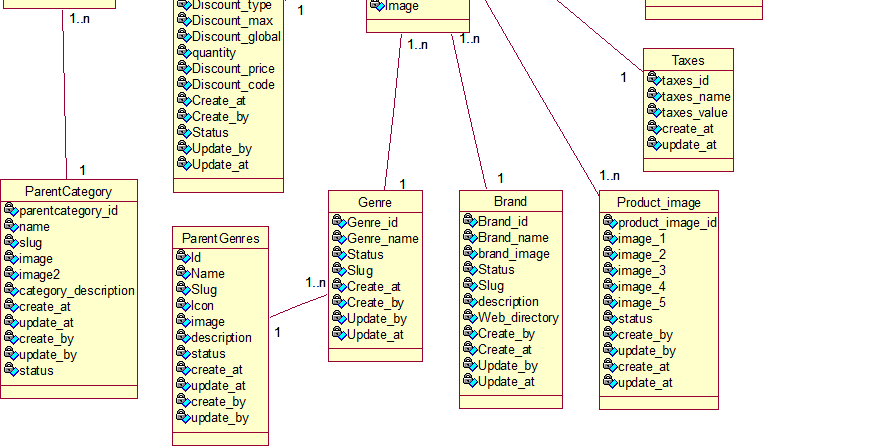 1..n
Discount_type
Discount_max
Discount_global
quantity
Discount_price
Discount_code
Create_at
Create_by
Status
Update_by
Update_at
1
Image
1..n
1..n
1
Taxes
taxes_id
taxes_name
taxes_value
create_at
update_at
1
ParentCategory
parentcategory_id
name
slug
image
image2
category_description
create_at
update_at
create_by
update_by
status
ParentGenres
Id
Name
Slug
Icon
image
description
status
create_at
update_at
create_by
update_by
1
1..n
1
Genre
Genre_id
Genre_name
Status
Slug
Create_at
Create_by
Update_by
Update_at
1
Brand
Brand_id
Brand_name
brand_image
Status
Slug
description
Web_directory
Create_by
Create_at
Update_by
Update_at
1..n
Product_image
product_image_id
image_1
image_2
image_3
image_4
image_5
status
create_by
update_by
create_at
update_at